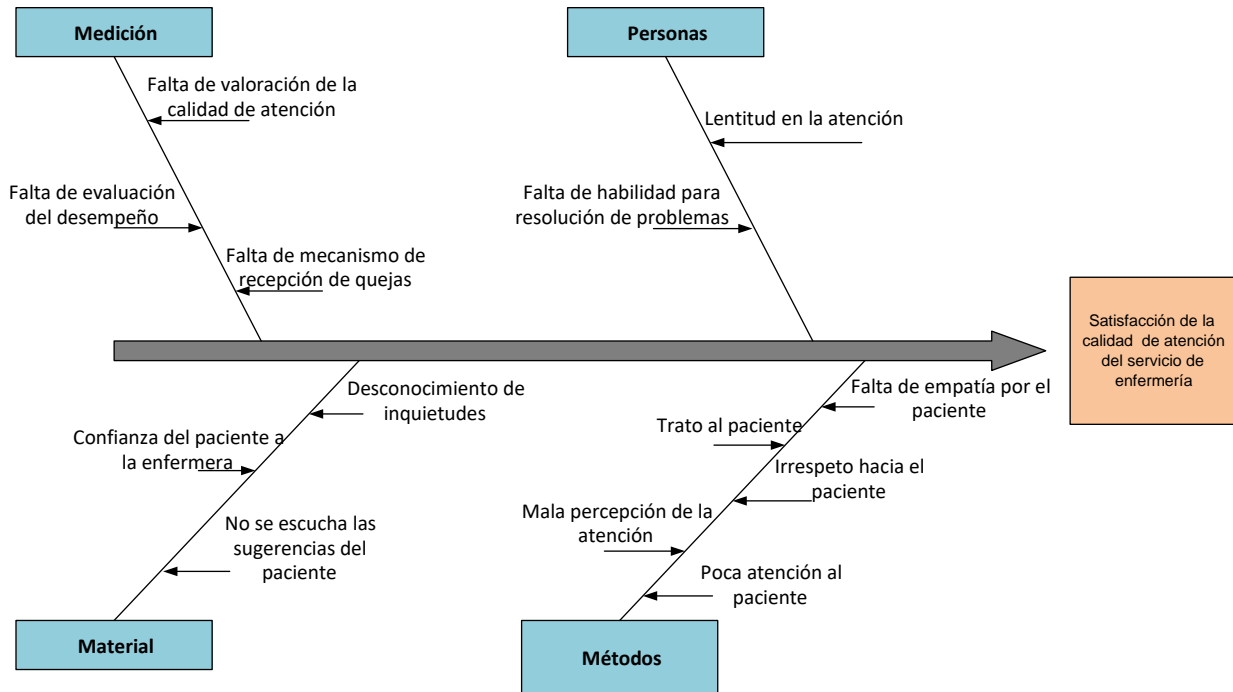 Medición
Personas
Falta de valoración de la
calidad de atención
Lentitud en la atención
Falta de evaluación
del desempeño
Falta de habilidad para
resolución de problemas
Falta de mecanismo de
recepción de quejas
Satisfacción de la
calidad de atención
del servicio de
enfermería
Desconocimiento de
inquietudes
Falta de empatía por el
paciente
Confianza del paciente a
la enfermera
Trato al paciente
Irrespeto hacia el
paciente
No se escucha las
sugerencias del
paciente
Mala percepción de la
atención
Poca atención al
paciente
Material
Métodos